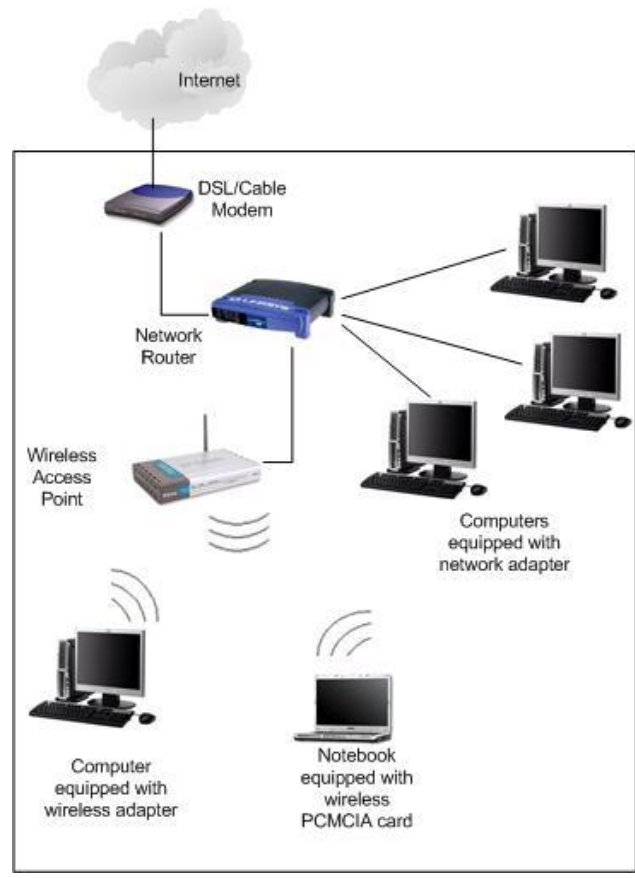 Internet
DSL/Cable
Modem
LINKSYS
Network
Router
Wireless
Access
Point
Computers
equipped with
network adapter
Computer
equipped with
wireless adapter
Notebook
equipped with
wireless
PCMCIA card